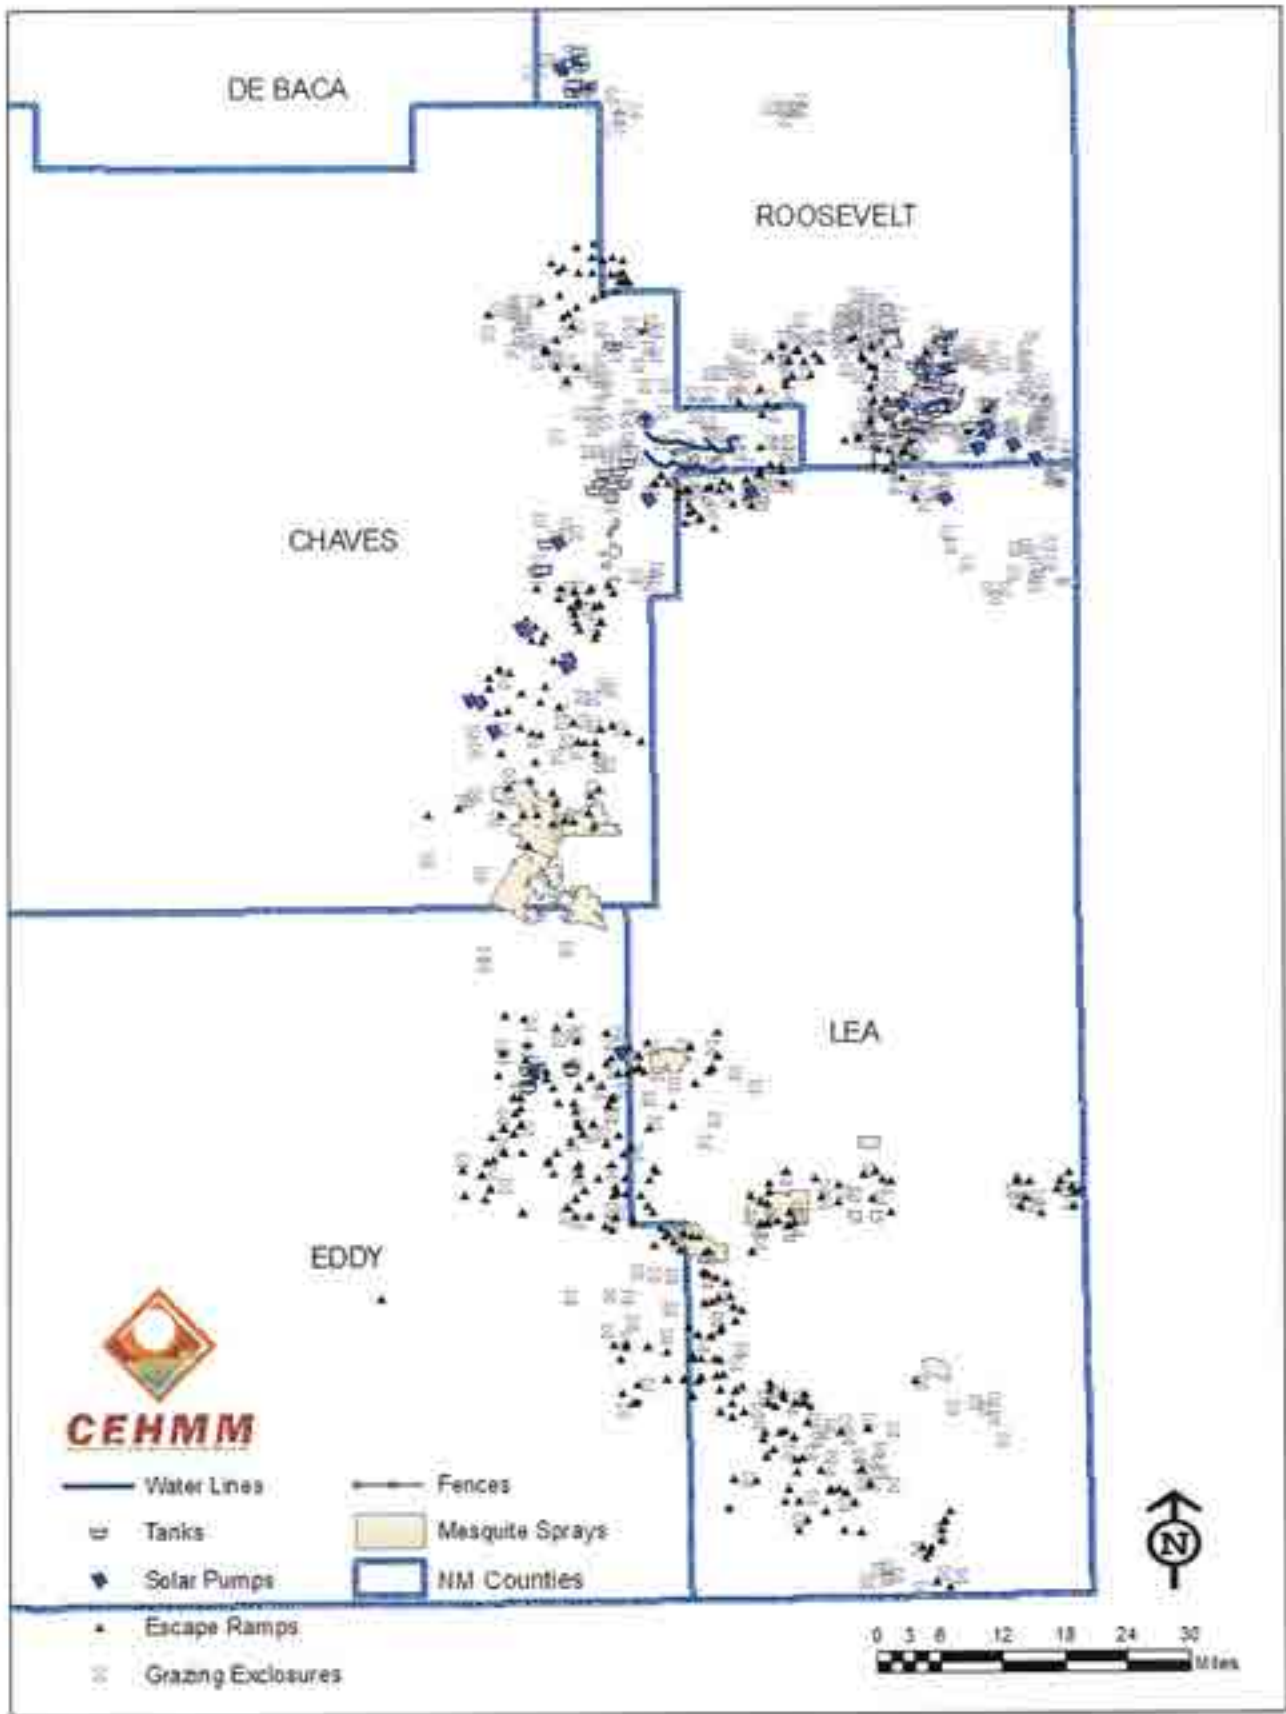 DE BACA
ROOSEVELT
CHAVES
LEA
EDDY
CEHMM
Water Lines
Fences
Tanks
Mesquite Sprays
Solar Pumps
NM Counties
Escape Ramps
Grazing Exclosures
N
0 3 6 12 18 24 30
Miles